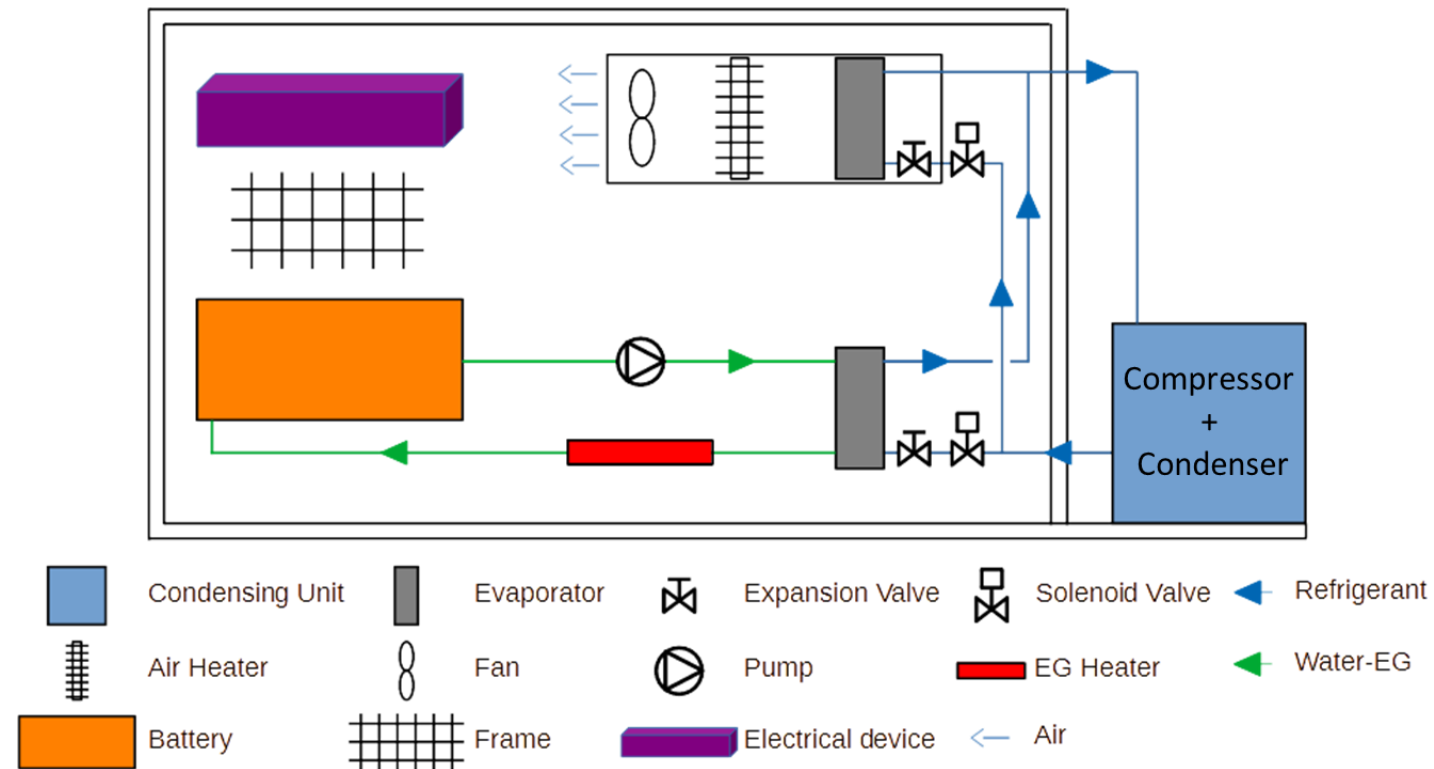 Compressor
+
Condenser
Condensing Unit
Evaporator
Expansion Valve
Solenoid Valve
Refrigerant
Air Heater
Fan
Pump
EG Heater
Water-EG
Battery
Frame
Electrical device
Air